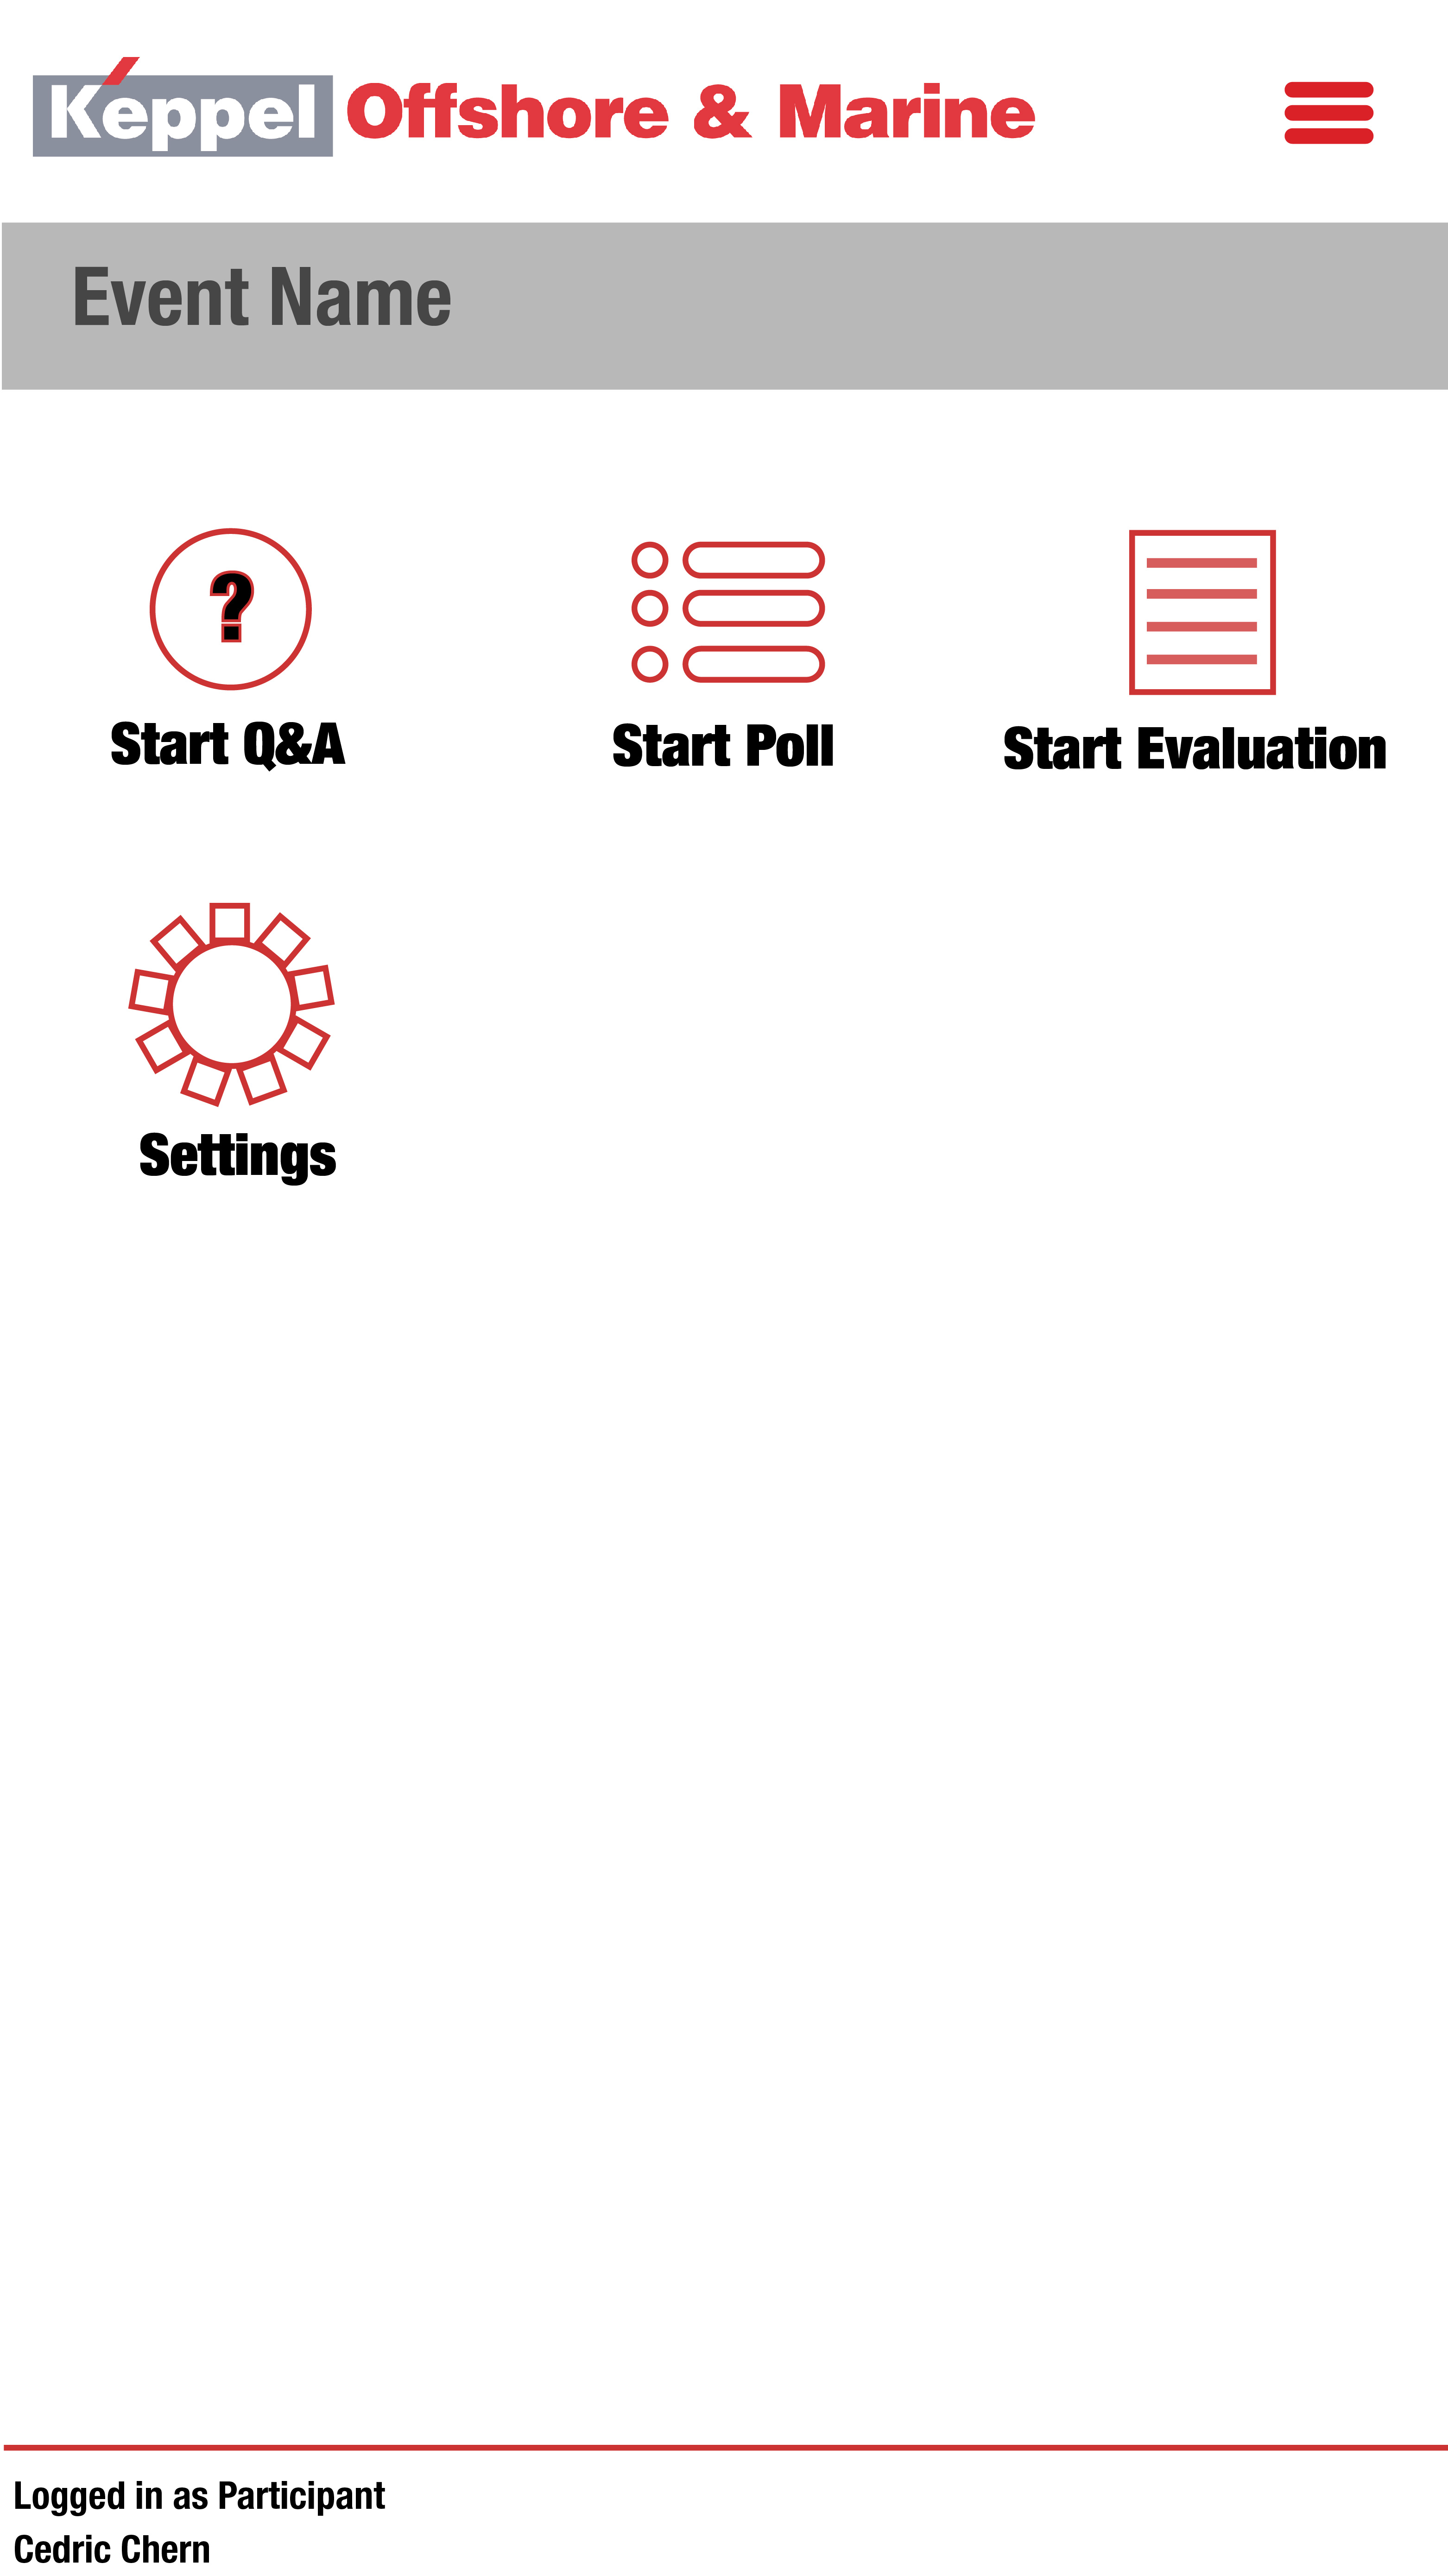 Keppel Offshore & Marine
Event Name
?
Start Q&A
Start Poll
Start Evaluation
Settings
Logged in as Participant
Cedric Chern